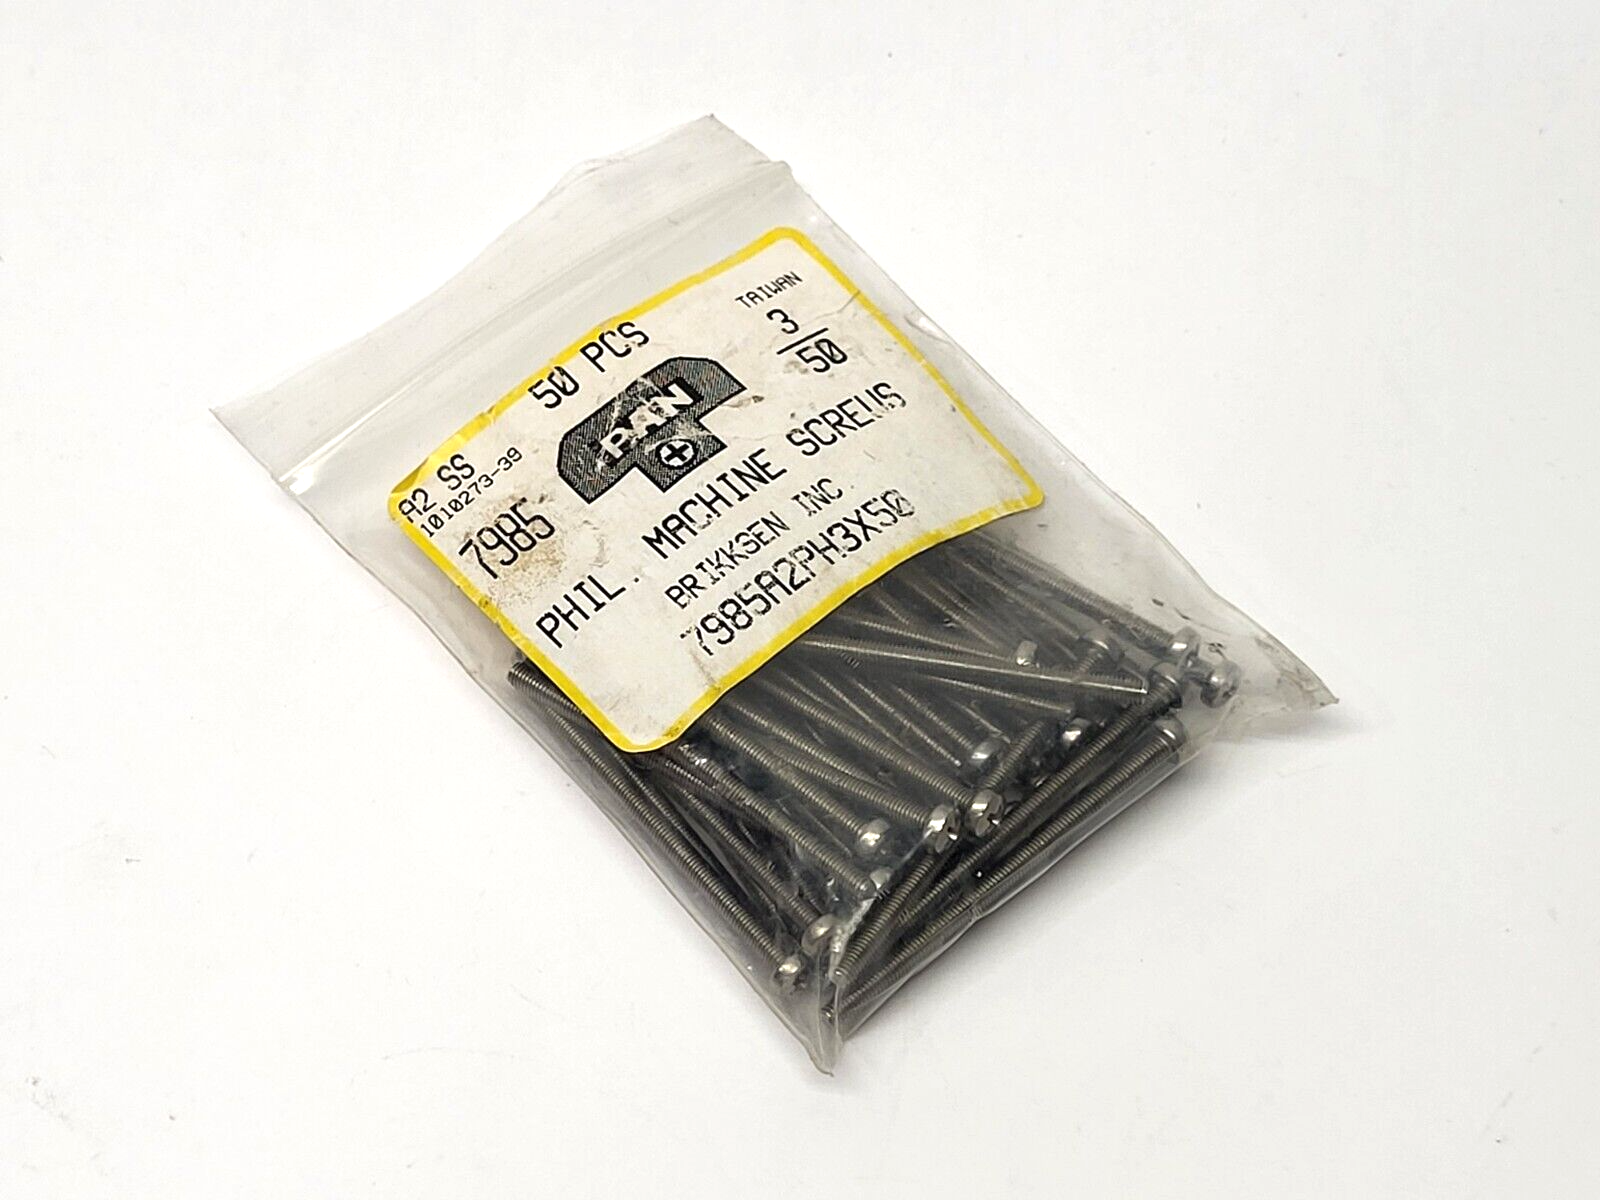 A2 SS
1010273-39
50 PCS
TAIWAN
3
50
7985
PAN
PHIL. MACHINE SCREWS
BRIKKSEN INC.
7985A2PH3X50